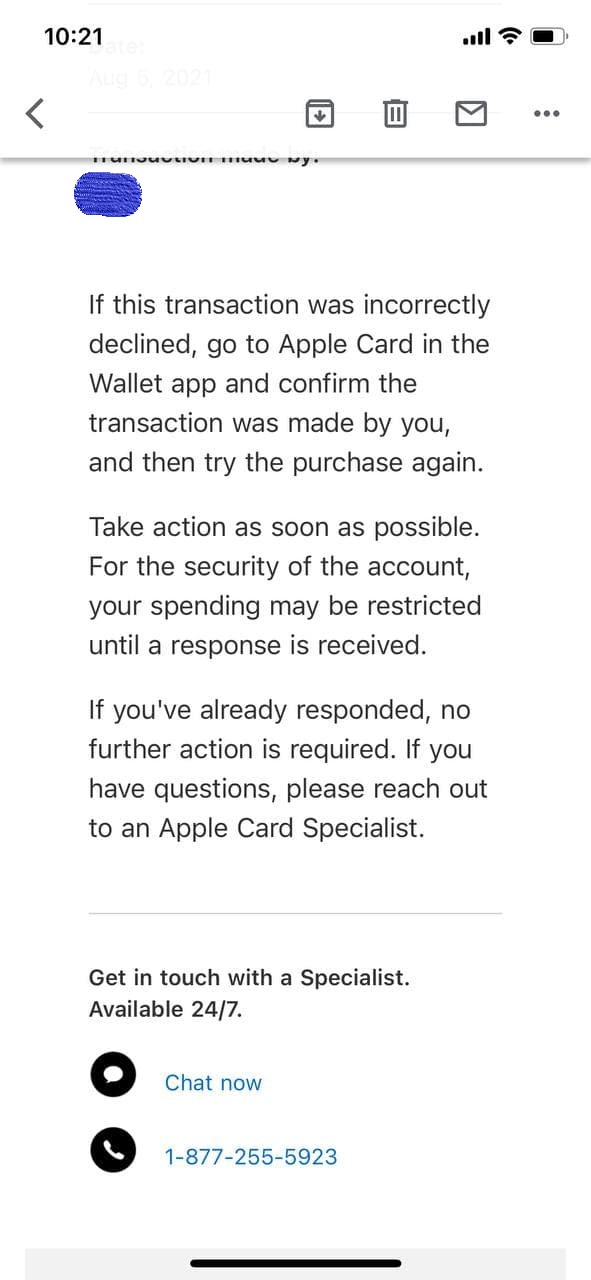 10:21
Date:
Aug 5, 2021
Transaction made by:
If this transaction was incorrectly
declined, go to Apple Card in the
Wallet app and confirm the
transaction was made by you,
and then try the purchase again.
Take action as soon as possible.
For the security of the account,
your spending may be restricted
until a response is received.
If you've already responded, no
further action is required. If you
have questions, please reach out
to an Apple Card Specialist.
Get in touch with a Specialist.
Available 24/7.
Chat now
1-877-255-5923